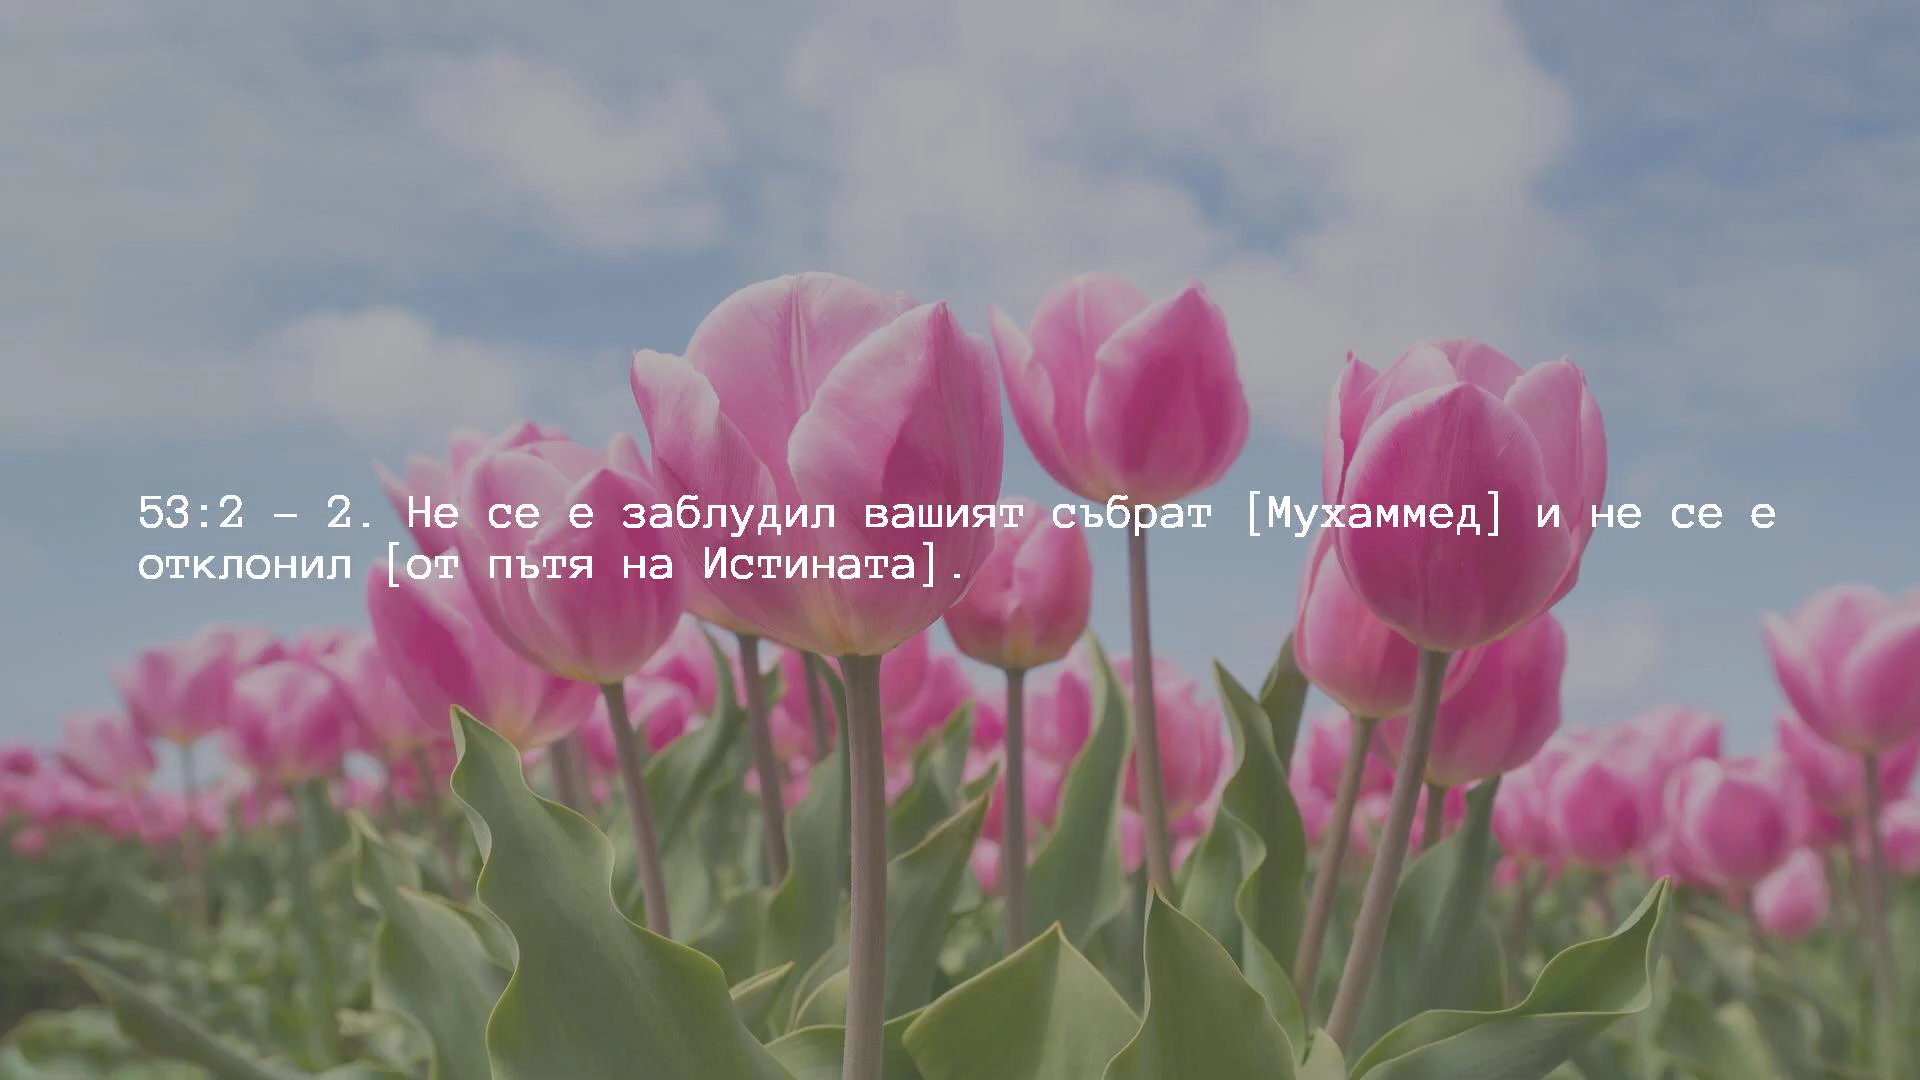 53:2 – 2. Не се е заблудил вашият събрат [Мухаммед] и не се е
отклонил [от пътя на Истината].